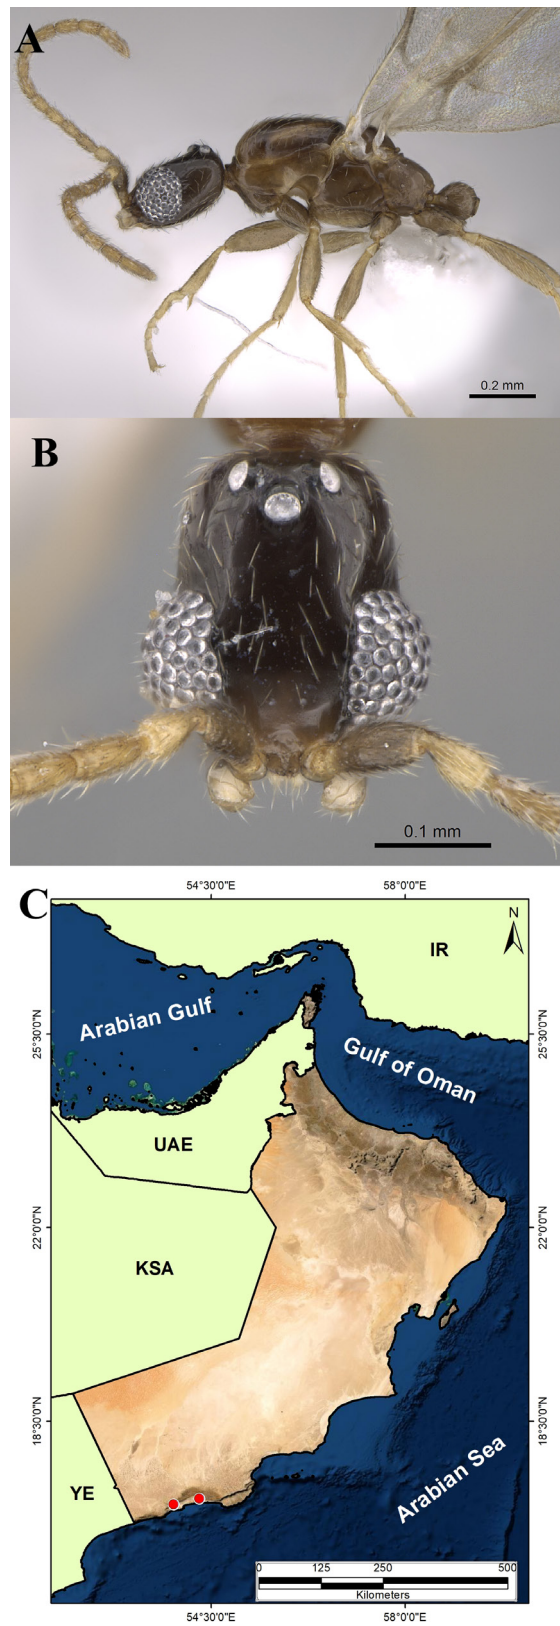 A
0.2 mm
B
0.1 mm
C
54°30'0"E
58°0'0"E
N
IR
Arabian Gulf
25°30'0"N
25°30'0"N
Gulf of Oman
UAE
22°0'0"N
22°0'0"N
KSA
18°30'0"N
18°30'0"N
YE
Arabian Sea
0
125
250
500
Kilometers
54°30'0"E
58°0'0"E